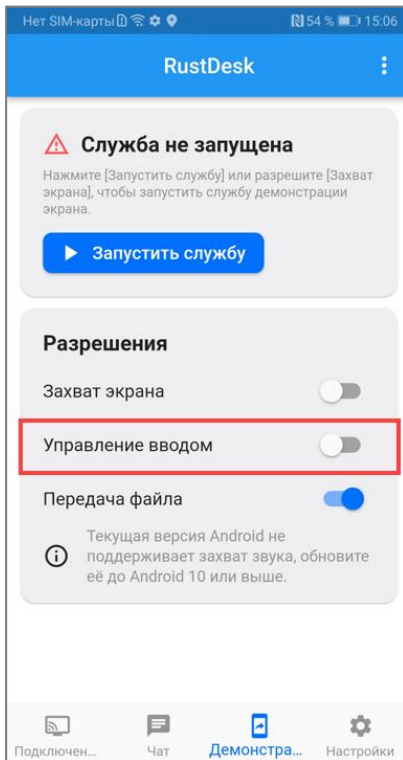 Нет SIM-карты 54 % 15:06
RustDesk
Служба не запущена
Нажмите [Запустить службу] или разрешите [Захват
экрана], чтобы запустить службу демонстрации
экрана.
Запустить службу
Разрешения
Захват экрана
Управление вводом
Передача файла
Текущая версия Android не
поддерживает захват звука, обновите
её до Android 10 или выше.
Подключен... Чат Демонстра... Настройки